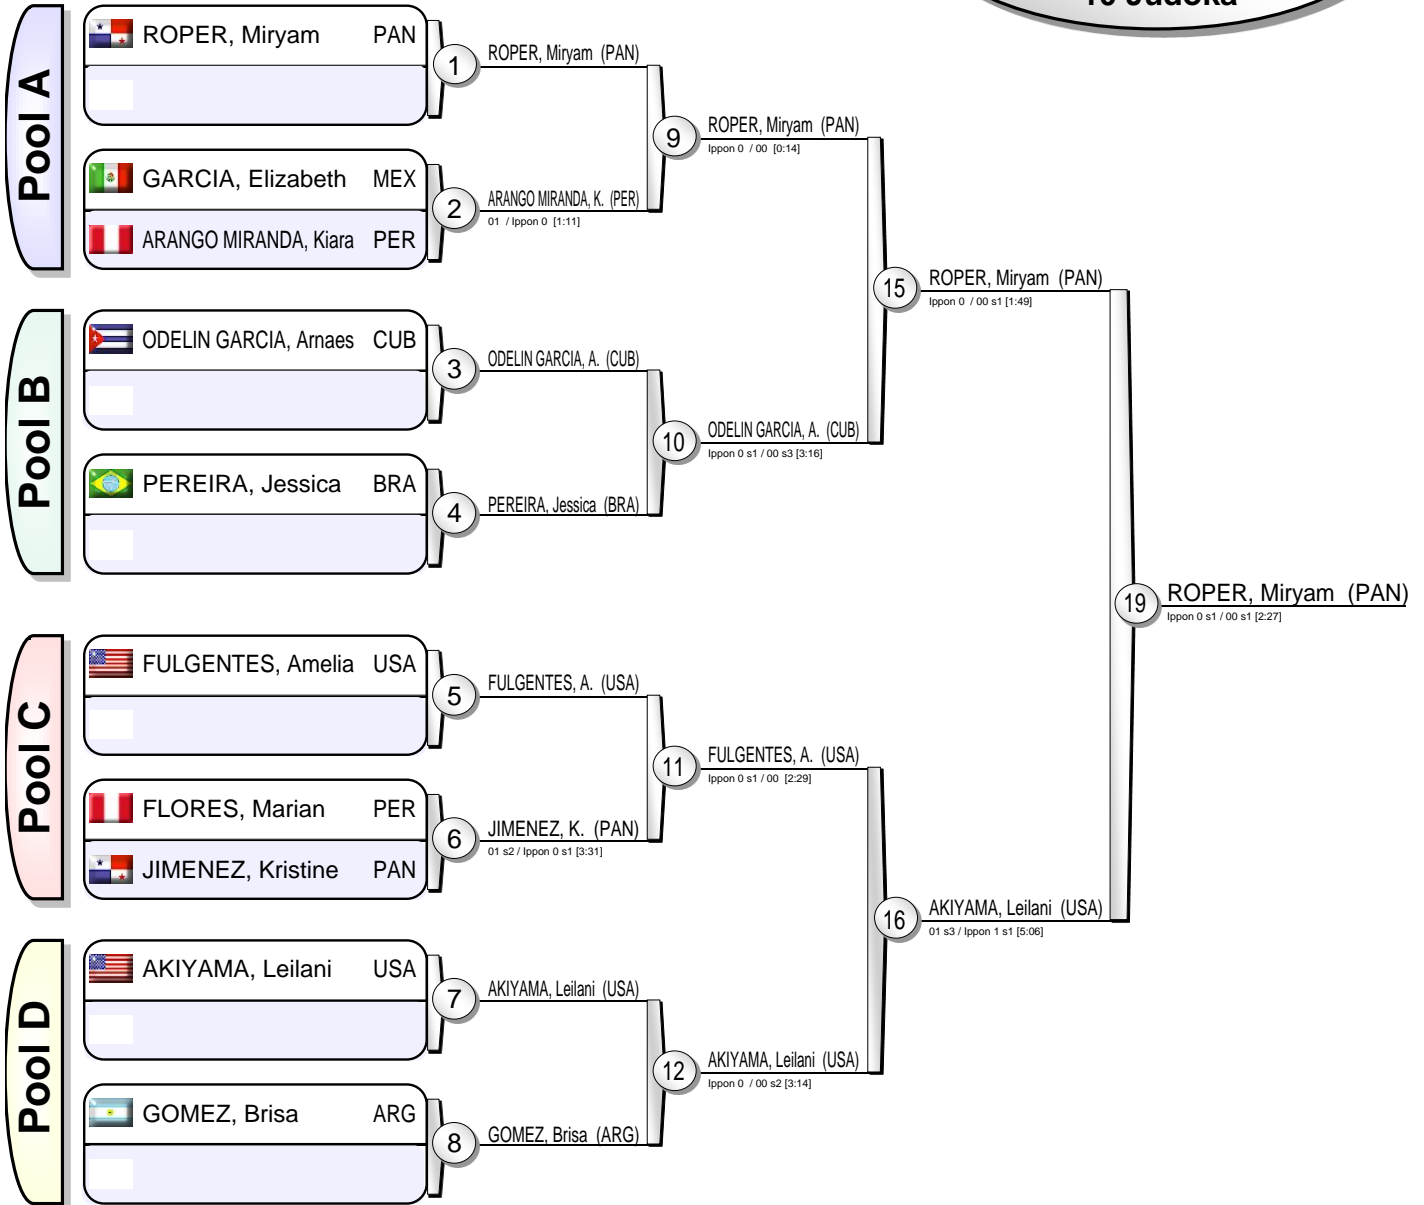 10 Judoka
Pool A
ROPER, Miryam PAN
GARCIA, Elizabeth MEX
ARANGO MIRANDA, Kiara PER
1
ROPER, Miryam (PAN)
2
ARANGO MIRANDA, K. (PER)
01 / Ippon 0 [1:11]
9
ROPER, Miryam (PAN)
Ippon 0 / 00 [0:14]
Pool B
ODELIN GARCIA, Arnaes CUB
PEREIRA, Jessica BRA
3
ODELIN GARCIA, A. (CUB)
4
PEREIRA, Jessica (BRA)
10
ODELIN GARCIA, A. (CUB)
Ippon 0 s1 / 00 s3 [3:16]
15
ROPER, Miryam (PAN)
Ippon 0 / 00 s1 [1:49]
Pool C
FULGENTES, Amelia USA
FLORES, Marian PER
JIMENEZ, Kristine PAN
5
FULGENTES, A. (USA)
6
JIMENEZ, K. (PAN)
01 s2 / Ippon 0 s1 [3:31]
11
FULGENTES, A. (USA)
Ippon 0 s1 / 00 [2:29]
Pool D
AKIYAMA, Leilani USA
GOMEZ, Brisa ARG
7
AKIYAMA, Leilani (USA)
8
GOMEZ, Brisa (ARG)
12
AKIYAMA, Leilani (USA)
Ippon 0 / 00 s2 [3:14]
16
AKIYAMA, Leilani (USA)
01 s3 / Ippon 1 s1 [5:06]
19
ROPER, Miryam (PAN)
Ippon 0 s1 / 00 s1 [2:27]